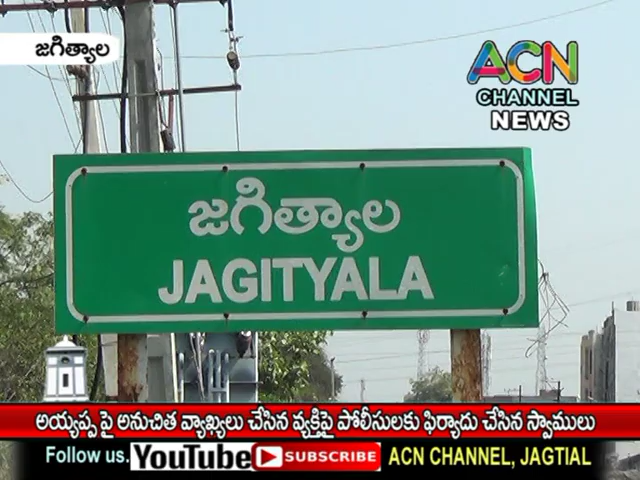 జగిత్యాల
ACN
CHANNEL
NEWS
జగిత్యాల
JAGITYALA
అయ్యప్ప పై అనుచిత వ్యాఖ్యలు చేసిన వ్యక్తిపై పోలీసులకు ఫిర్యాదు చేసిన స్వాములు
Follow us. YouTube SUBSCRIBE ACN CHANNEL, JAGTIAL